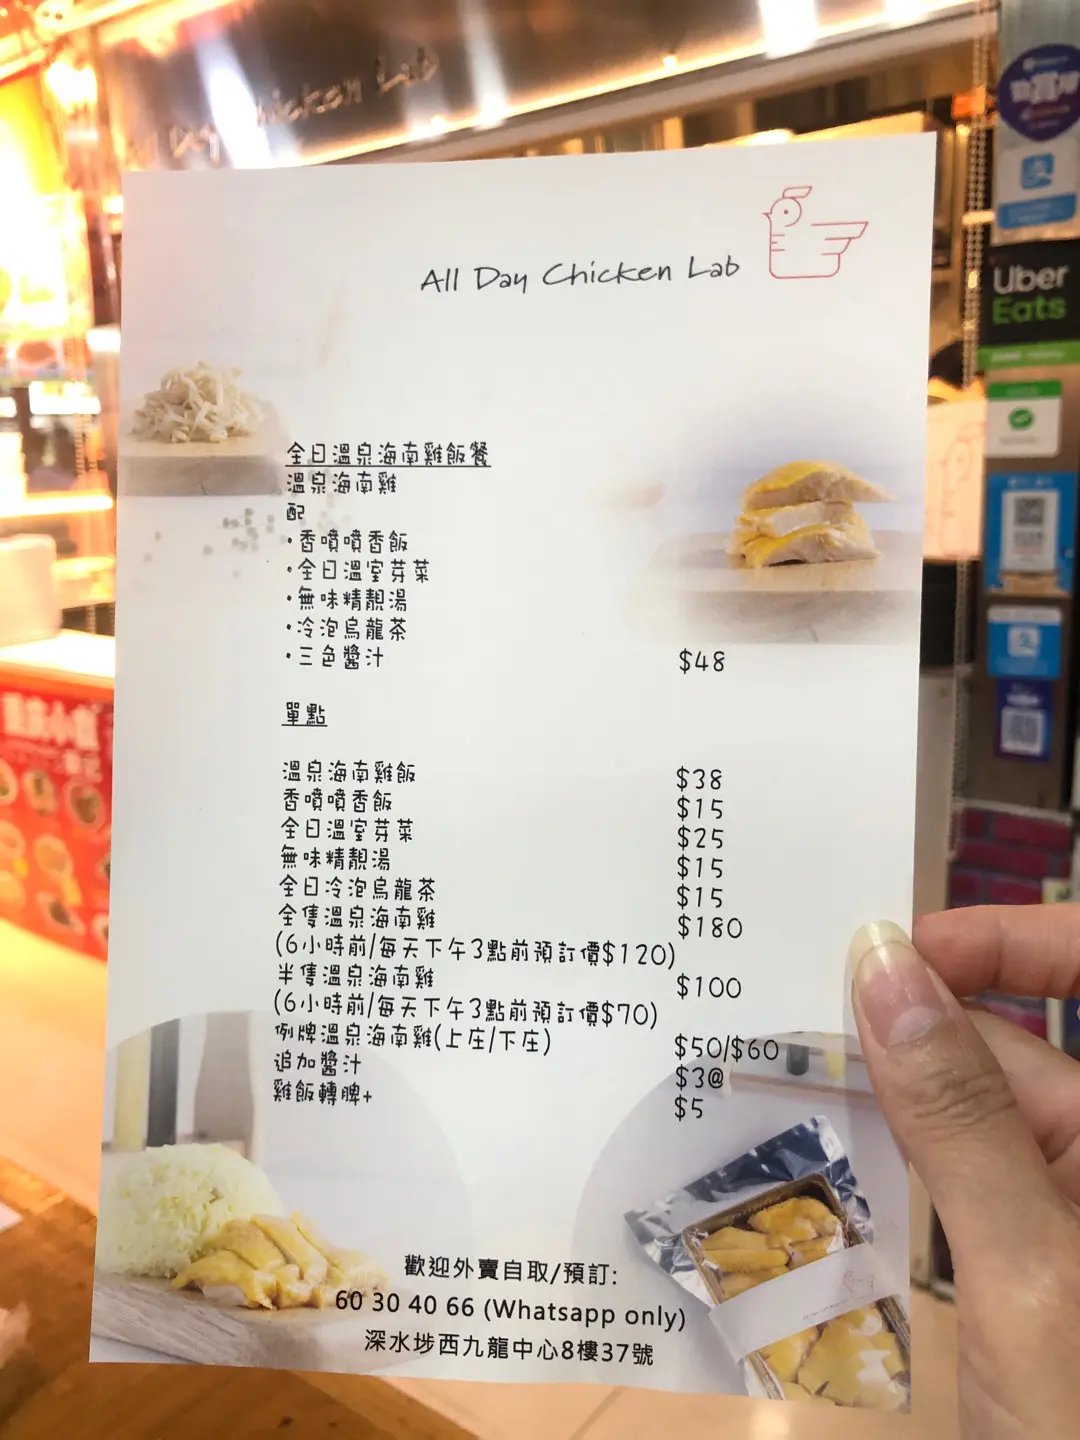 All Day Chicken Lab
Uber
Eats
All Day Chicken Lab
全日溫泉海南雞飯餐
溫泉海南雞
配
·香噴噴香飯
·全日溫室芽菜
·無味精靚湯
·冷泡烏龍茶
·三色醬汁 $48
單點
溫泉海南雞飯 $38
香噴噴香飯 $15
全日溫室芽菜 $25
無味精靚湯 $15
全日冷泡烏龍茶 $15
全隻溫泉海南雞 $180
(6小時前/每天下午3點前預訂價$120)
半隻溫泉海南雞 $100
(6小時前/每天下午3點前預訂價$70)
例牌溫泉海南雞(上庄/下庄) $50/$60
追加醬汁 $3@
雞飯轉脾+ $5
歡迎外賣自取/預訂:
60 30 40 66 (Whatsapp only)
深水埗西九龍中心8樓37號